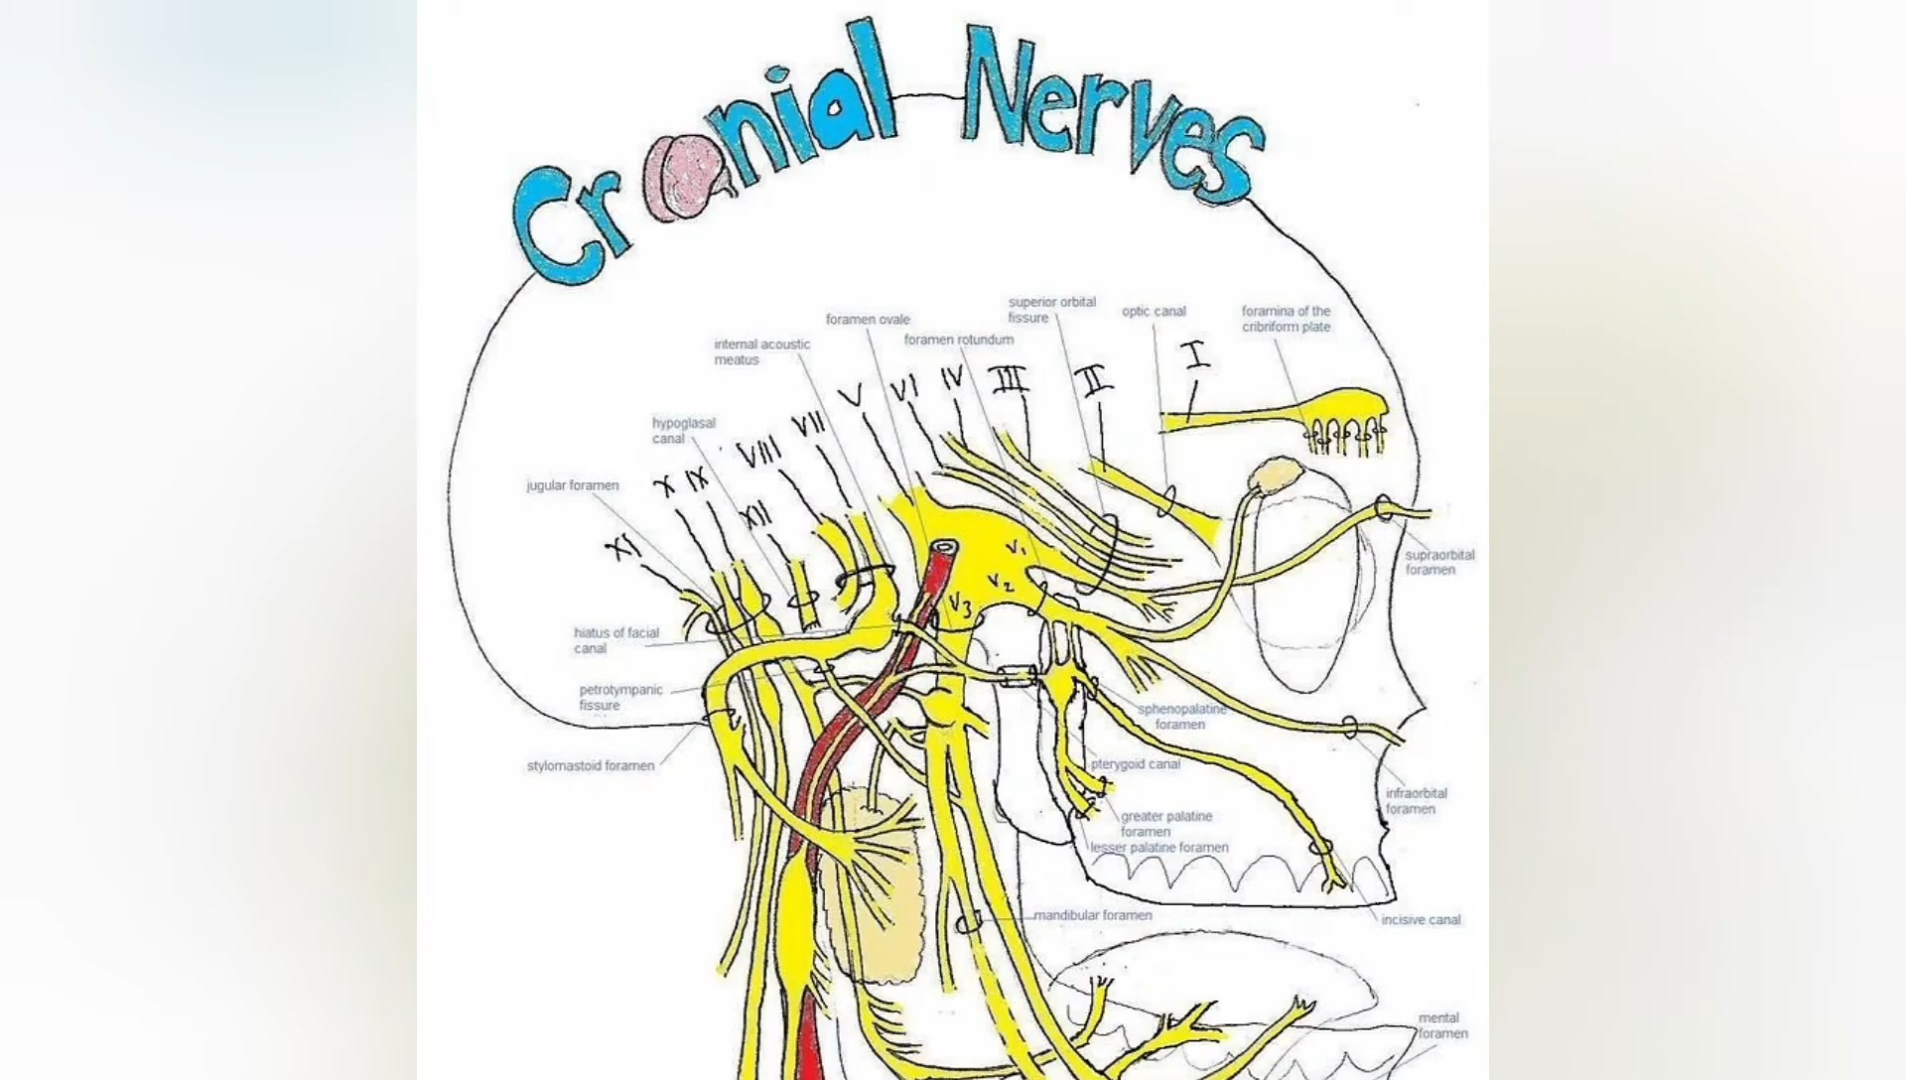 Cranial Nerves
superior orbital
fissure
optic canal
foramina of the
cribriform plate
foramen ovale
foramen rotundum
internal acoustic
meatus
I
II
III
IV
VI
V
VII
VIII
hypoglasal
canal
IX
X
XII
jugular foramen
XI
V1
V2
V3
supraorbital
foramen
hiatus of facial
canal
petrotympanic
fissure
sphenopalatine
foramen
stylomastoid foramen
pterygoid canal
infraorbital
foramen
greater palatine
foramen
lesser palatine foramen
mandibular foramen
incisive canal
mental
foramen